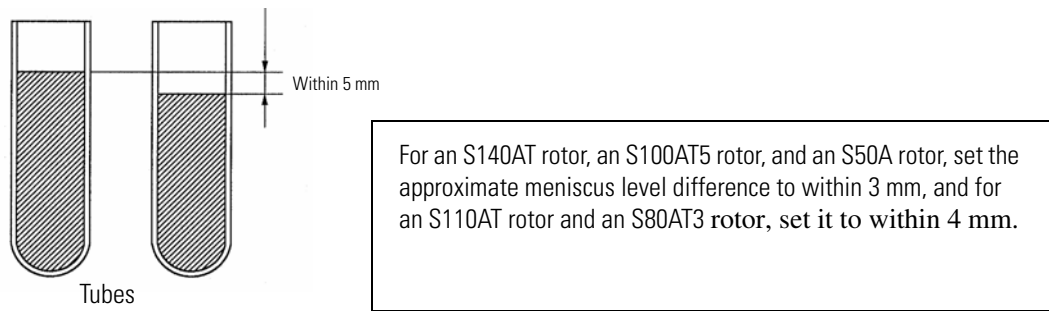 Within 5 mm
For an S140AT rotor, an S100AT5 rotor, and an S50A rotor, set the
approximate meniscus level difference to within 3 mm, and for
an S110AT rotor and an S80AT3 rotor, set it to within 4 mm.
Tubes